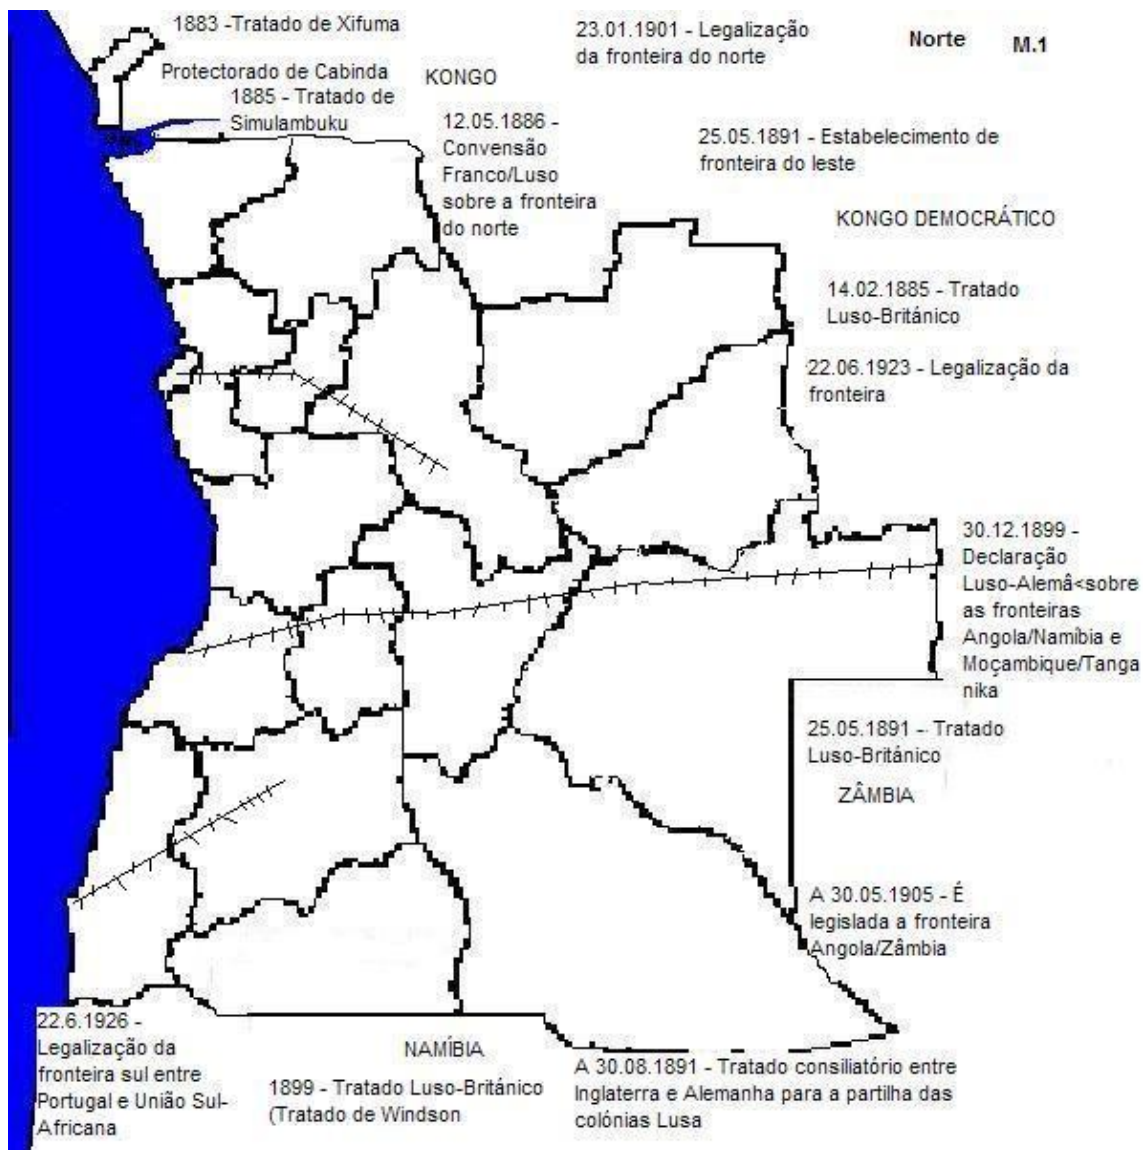 1883 -Tratado de Xifuma
23.01.1901 - Legalização
da fronteira do norte
Norte
M.1
Protectorado de Cabinda
KONGO
1885 - Tratado de
Simulambuku
12.05.1886 -
Convensão
Franco/Luso
sobre a fronteira
do norte
25.05.1891 - Estabelecimento de
fronteira do leste
KONGO DEMOCRÁTICO
14.02.1885 - Tratado
Luso-Británico
22.06.1923 - Legalização da
fronteira
30.12.1899 -
Declaração
Luso-Alemâ<sobre
as fronteiras
Angola/Namíbia e
Moçambique/Tanga
nika
25.05.1891 - Tratado
Luso-Británico
ZÂMBIA
A 30.05.1905 - É
legislada a fronteira
Angola/Zâmbia
22.6.1926 -
Legalização da
fronteira sul entre
Portugal e União Sul-
Africana
NAMÍBIA
1899 - Tratado Luso-Británico
(Tratado de Windson
A 30.08.1891 - Tratado consiliatório entre
Inglaterra e Alemanha para a partilha das
colónias Lusa